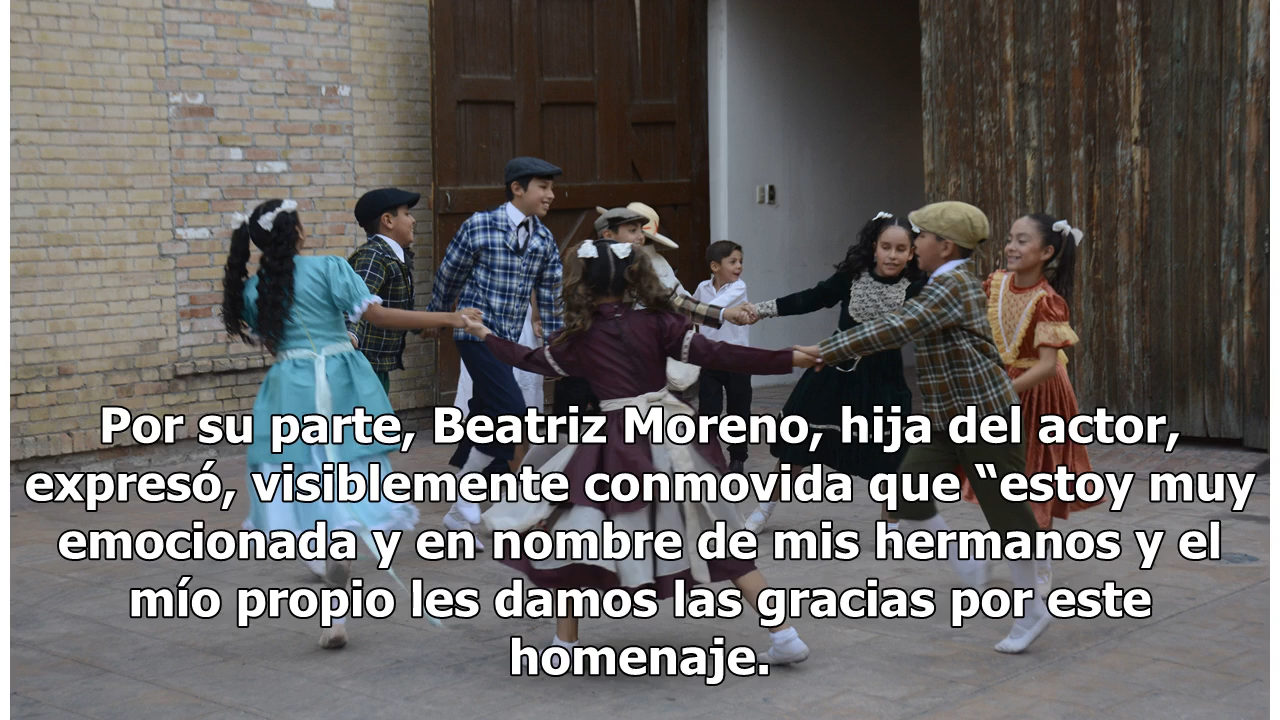 Por su parte, Beatriz Moreno, hija del actor,
expresó, visiblemente conmovida que “estoy muy
emocionada y en nombre de mis hermanos y el
mío propio les damos las gracias por este
homenaje.